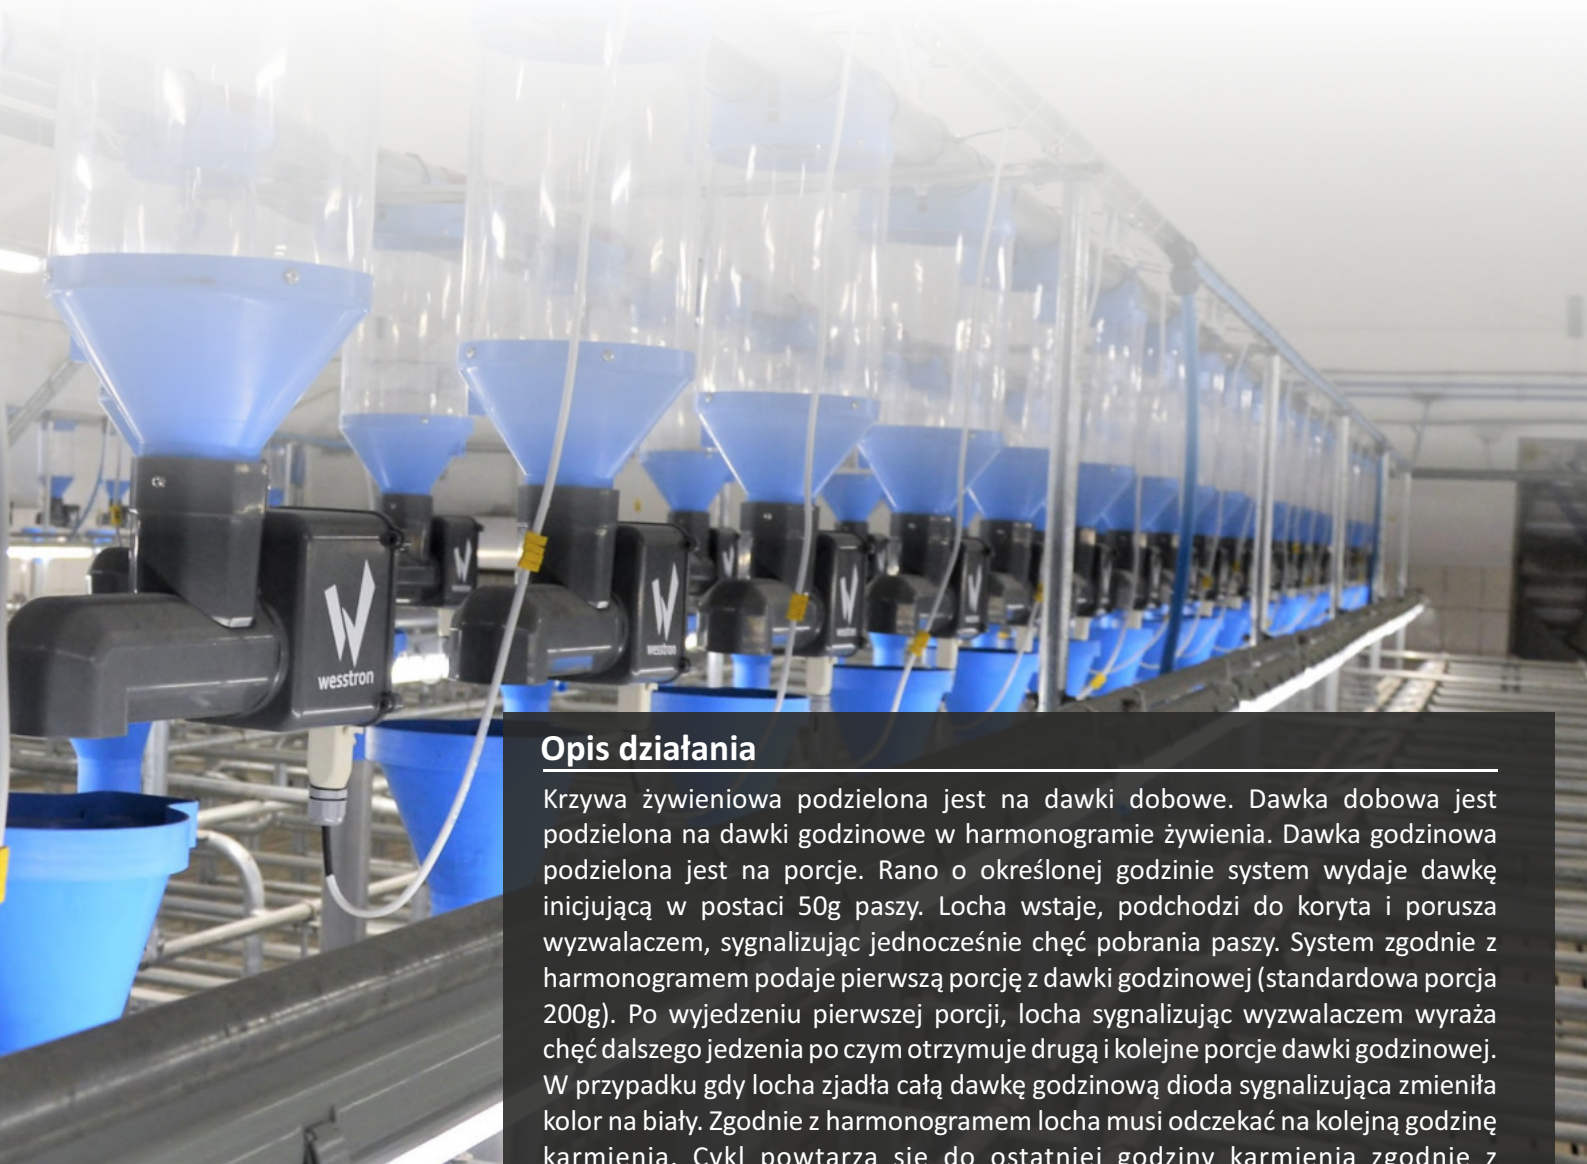 wesstron
wesstron
wesstron
Opis działania
Krzywa żywieniowa podzielona jest na dawki dobowe. Dawka dobowa jest
podzielona na dawki godzinowe w harmonogramie żywienia. Dawka godzinowa
podzielona jest na porcje. Rano o określonej godzinie system wydaje dawkę
inicjującą w postaci 50g paszy. Locha wstaje, podchodzi do koryta i porusza
wyzwalaczem, sygnalizując jednocześnie chęć pobrania paszy. System zgodnie z
harmonogramem podaje pierwszą porcję z dawki godzinowej (standardowa porcja
200g). Po wyjedzeniu pierwszej porcji, locha sygnalizując wyzwalaczem wyraża
chęć dalszego jedzenia po czym otrzymuje drugą i kolejne porcje dawki godzinowej.
W przypadku gdy locha zjadła całą dawkę godzinową dioda sygnalizująca zmieniła
kolor na biały. Zgodnie z harmonogramem locha musi odczekać na kolejną godzinę
karmienia. Cykl powtarza się do ostatniej godziny karmienia zgodnie z